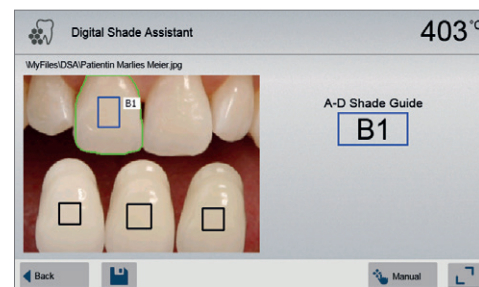 Digital Shade Assistant
403°C
\MyFiles\DSA\Patientin Marlies Meier.jpg
B1
A-D Shade Guide
B1
Back
Manual